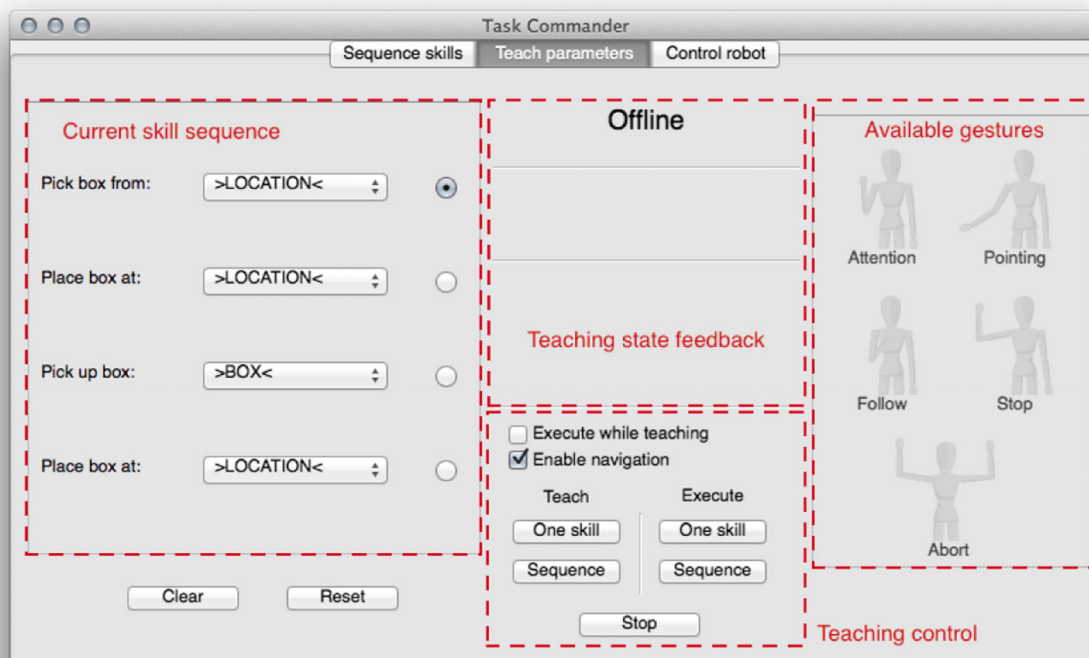 Task Commander
Sequence skills
Teach parameters
Control robot
Current skill sequence
Pick box from:
>LOCATION<
Place box at:
>LOCATION<
Pick up box:
>BOX<
Place box at:
>LOCATION<
Clear
Reset
Offline
Teaching state feedback
Execute while teaching
Enable navigation
Teach
Execute
One skill
One skill
Sequence
Sequence
Stop
Teaching control
Available gestures
Attention
Pointing
Follow
Stop
Abort